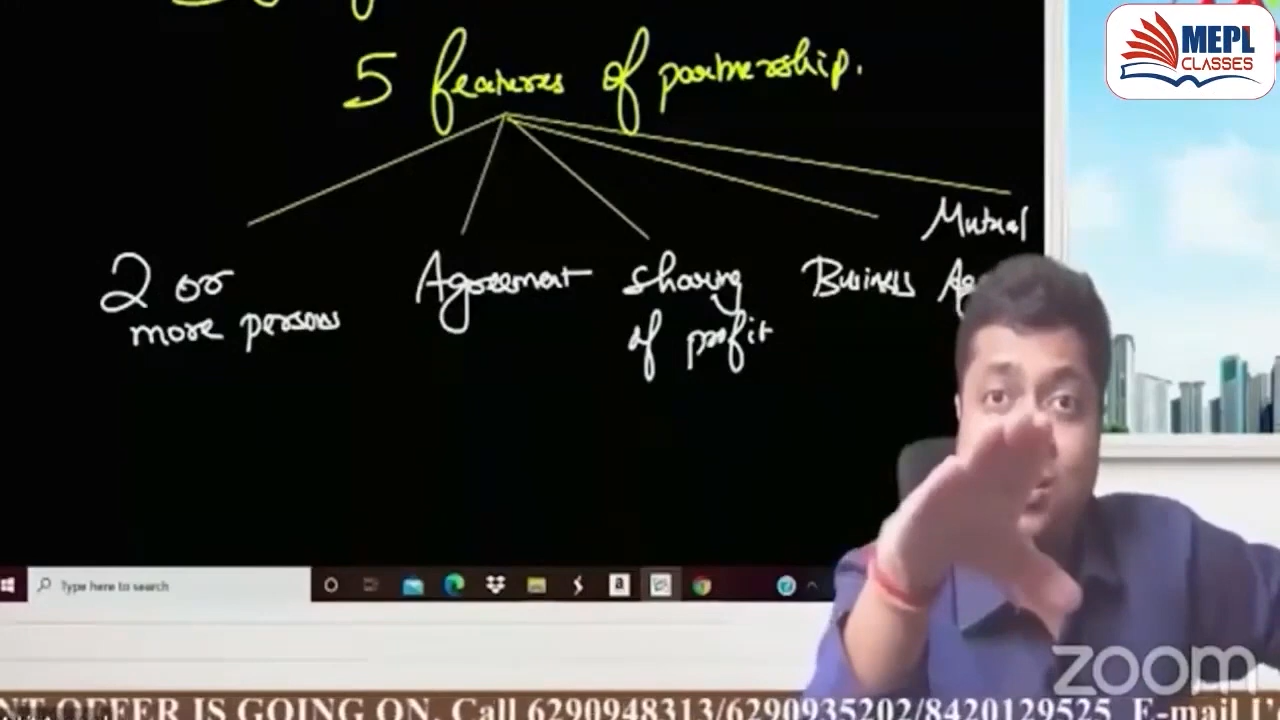 MEPL
CLASSES
5 features of partnership.
Mutual
2 or
more persons
Agreement
sharing
of profit
Business
Type here to search
zoom
OFFER IS GOING ON. Call 6290948313/6290935202/8420129525 E-mail